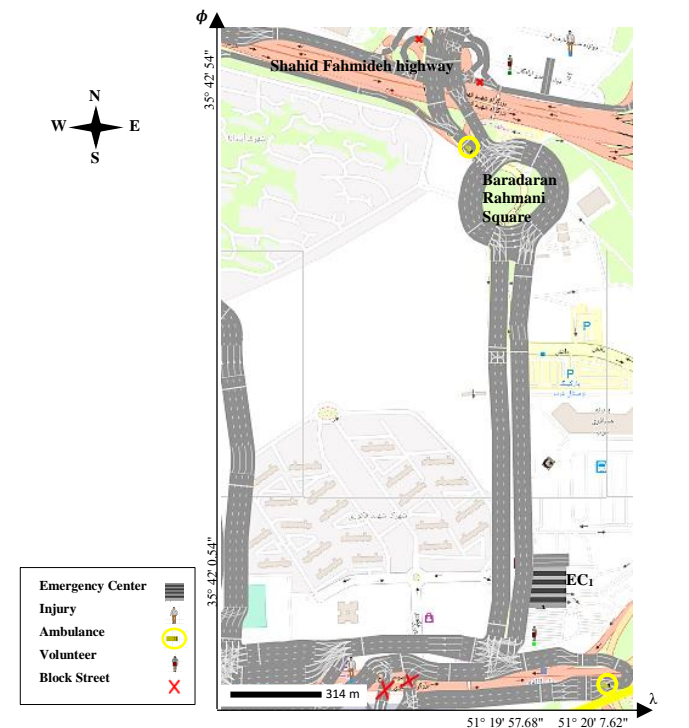 ϕ
35° 42' 54"
Shahid Fahmideh highway
N
W E
S
Baradaran
Rahmani
Square
P
P
35° 42' 0.54"
EC₁
Emergency Center
Injury
Ambulance
Volunteer
Block Street
314 m
λ
51° 19' 57.68" 51° 20' 7.62"